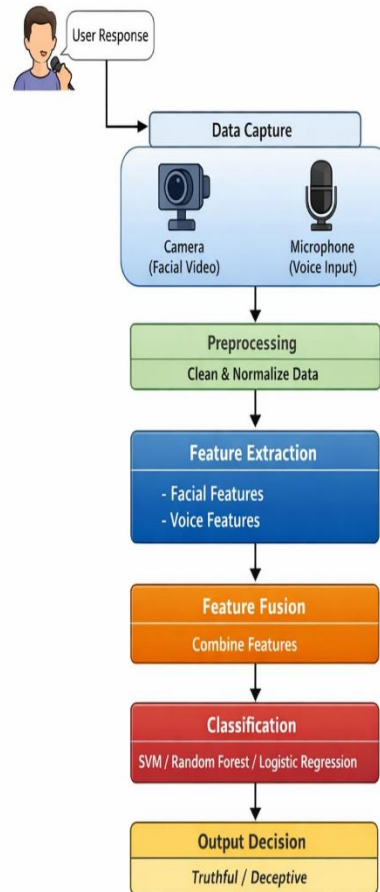 User Response
Data Capture
Camera
(Facial Video)
Microphone
(Voice Input)
Preprocessing
Clean & Normalize Data
Feature Extraction
- Facial Features
- Voice Features
Feature Fusion
Combine Features
Classification
SVM / Random Forest / Logistic Regression
Output Decision
Truthful / Deceptive